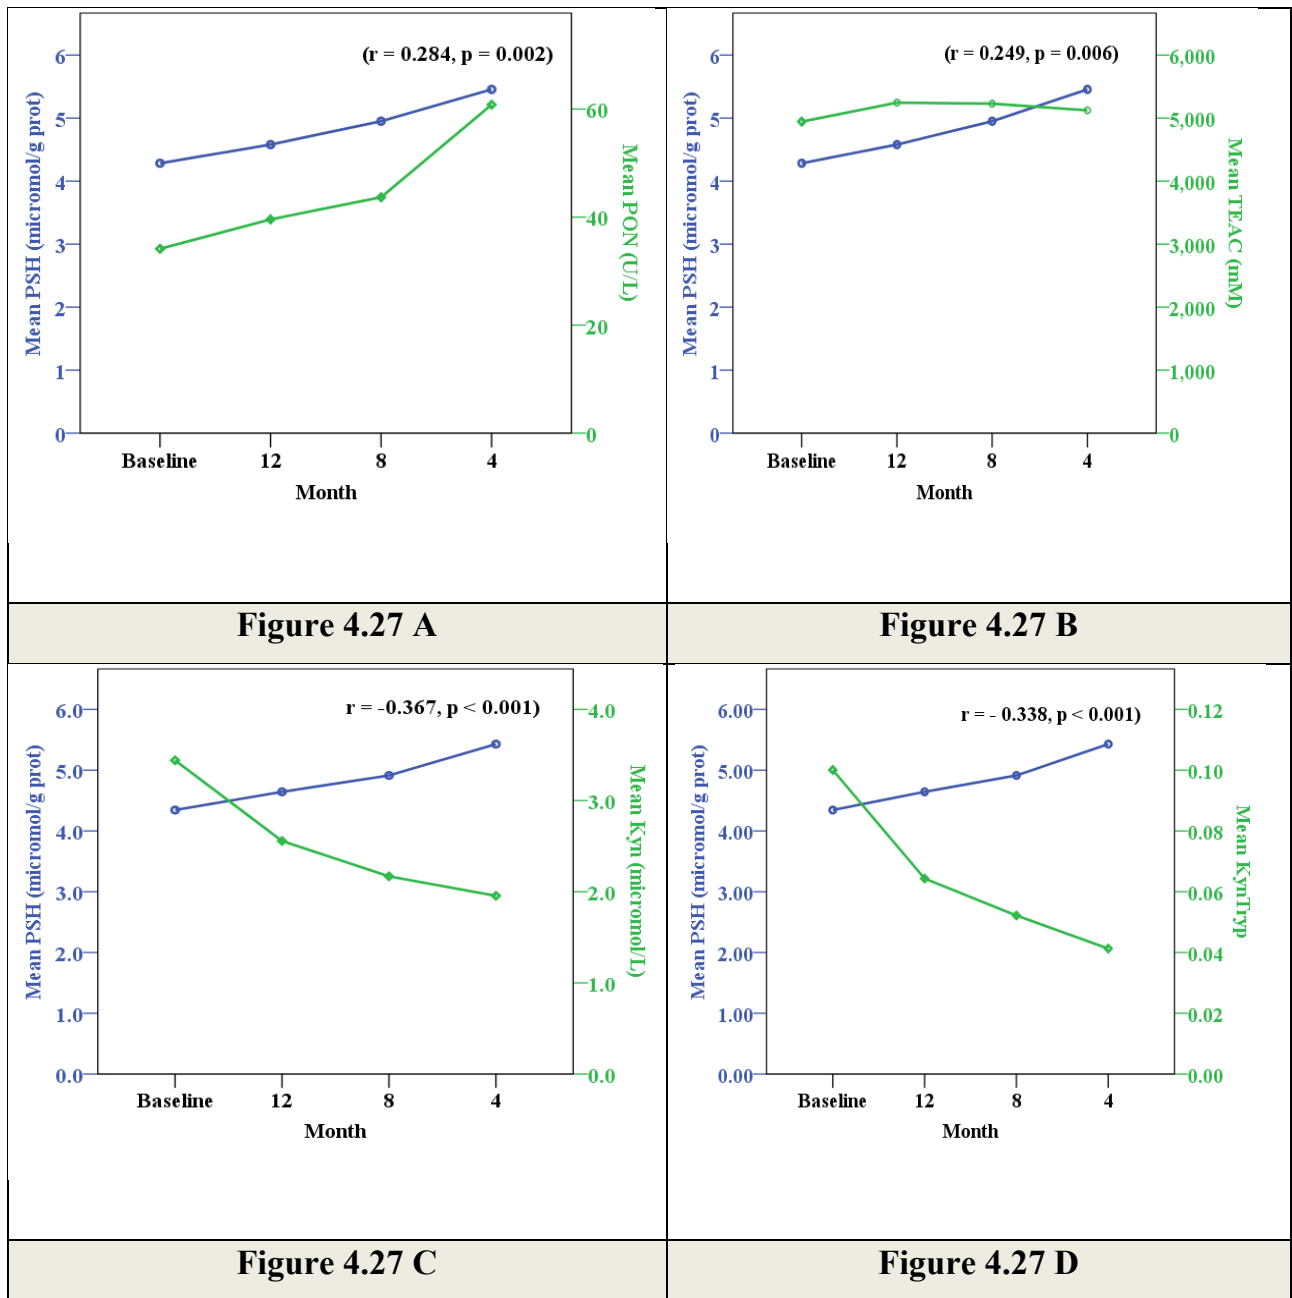 (r = 0.284, p = 0.002)
Mean PSH (micromol/g prot)
6
5
4
3
2
1
0
60
40
20
0
Mean PON (U/L)
Baseline 12 8 4
Month
Figure 4.27 A
(r = 0.249, p = 0.006)
Mean PSH (micromol/g prot)
6
5
4
3
2
1
0
6,000
5,000
4,000
3,000
2,000
1,000
0
Mean TEAC (mM)
Baseline 12 8 4
Month
Figure 4.27 B
r = -0.367, p < 0.001)
Mean PSH (micromol/g prot)
6.0
5.0
4.0
3.0
2.0
1.0
0.0
4.0
3.0
2.0
1.0
0.0
Mean Kyn (micromol/L)
Baseline 12 8 4
Month
Figure 4.27 C
r = - 0.338, p < 0.001)
Mean PSH (micromol/g prot)
6.00
5.00
4.00
3.00
2.00
1.00
0.00
0.12
0.10
0.08
0.06
0.04
0.02
0.00
Mean KynTryp
Baseline 12 8 4
Month
Figure 4.27 D